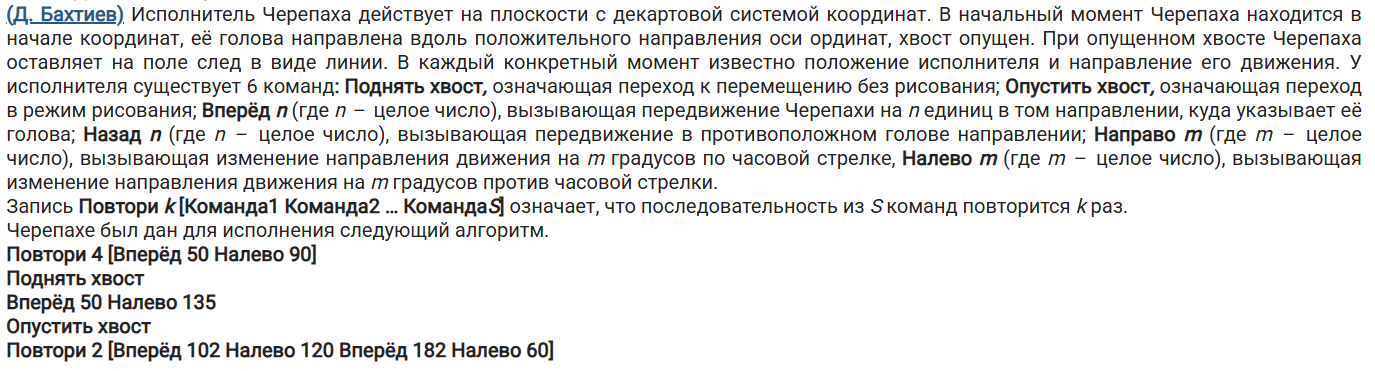 (Д. Бахтиев) Исполнитель Черепаха действует на плоскости с декартовой системой координат. В начальный момент Черепаха находится в
начале координат, её голова направлена вдоль положительного направления оси ординат, хвост опущен. При опущенном хвосте Черепаха
оставляет на поле след в виде линии. В каждый конкретный момент известно положение исполнителя и направление его движения. У
исполнителя существует 6 команд: Поднять хвост, означающая переход к перемещению без рисования; Опустить хвост, означающая переход
в режим рисования; Вперёд n (где n – целое число), вызывающая передвижение Черепахи на n единиц в том направлении, куда указывает её
голова; Назад n (где n – целое число), вызывающая передвижение в противоположном голове направлении; Направо m (где m – целое
число), вызывающая изменение направления движения на m градусов по часовой стрелке, Налево m (где m – целое число), вызывающая
изменение направления движения на m градусов против часовой стрелки.
Запись Повтори k [Команда1 Команда2 … КомандаS] означает, что последовательность из S команд повторится k раз.
Черепахе был дан для исполнения следующий алгоритм.
Повтори 4 [Вперёд 50 Налево 90]
Поднять хвост
Вперёд 50 Налево 135
Опустить хвост
Повтори 2 [Вперёд 102 Налево 120 Вперёд 182 Налево 60]